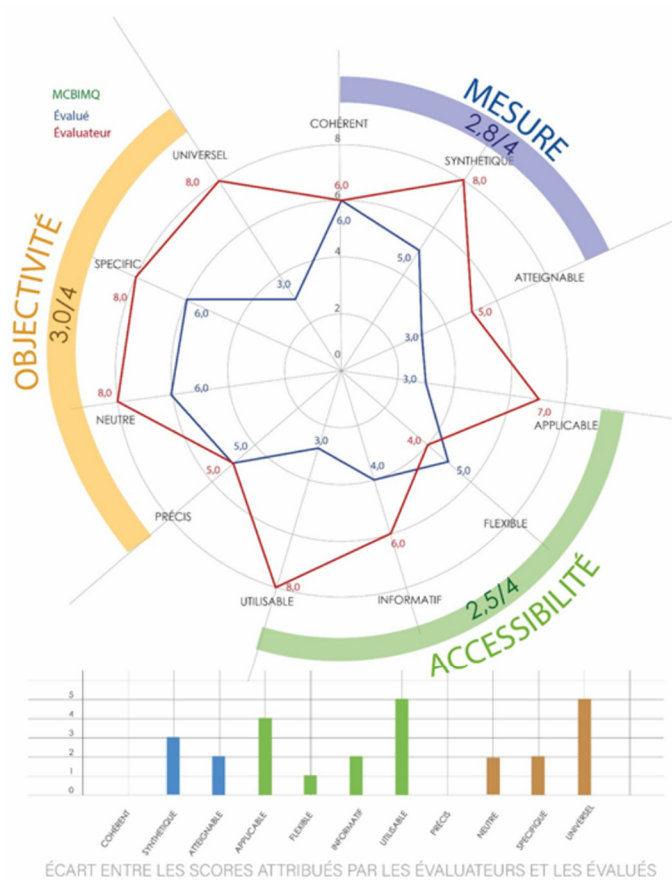 MCBIMQ
Évalué
Évaluateur
MESURE
2,8/4
COHÉRENT
8
UNIVERSEL
8,0
SYNTHÉTIQUE
8,0
6,0
6
6,0
5,0
OBJECTIVITÉ
3,0/4
SPECIFIC
8,0
6,0
3,0
4
ATTEIGNABLE
5,0
2
3,0
0
3,0
8,0
6,0
NEUTRE
7,0
APPLICABLE
5,0
5,0
3,0
4,0
4,0
5,0
PRÉCIS
FLEXIBLE
6,0
8,0
UTILISABLE
INFORMATIF
2,5/4
ACCESSIBILITÉ
5
4
3
2
1
0
COHÉRENT
SYNTHETIQUE
ATTEIGNABLE
APPLICABLE
FLEXIBLE
INFORMATIF
UTILISABLE
PRÉCIS
NEUTRE
SPECIFIQUE
UNIVERSEL
ÉCART ENTRE LES SCORES ATTRIBUÉS PAR LES ÉVALUATEURS ET LES ÉVALUÉS